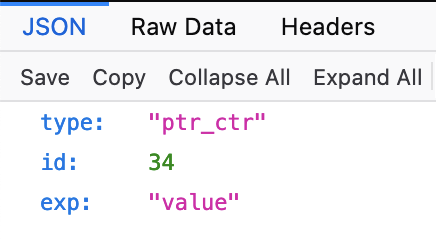 JSON Raw Data Headers
Save Copy Collapse All Expand All
type: "ptr_ctr"
id: 34
exp: "value"